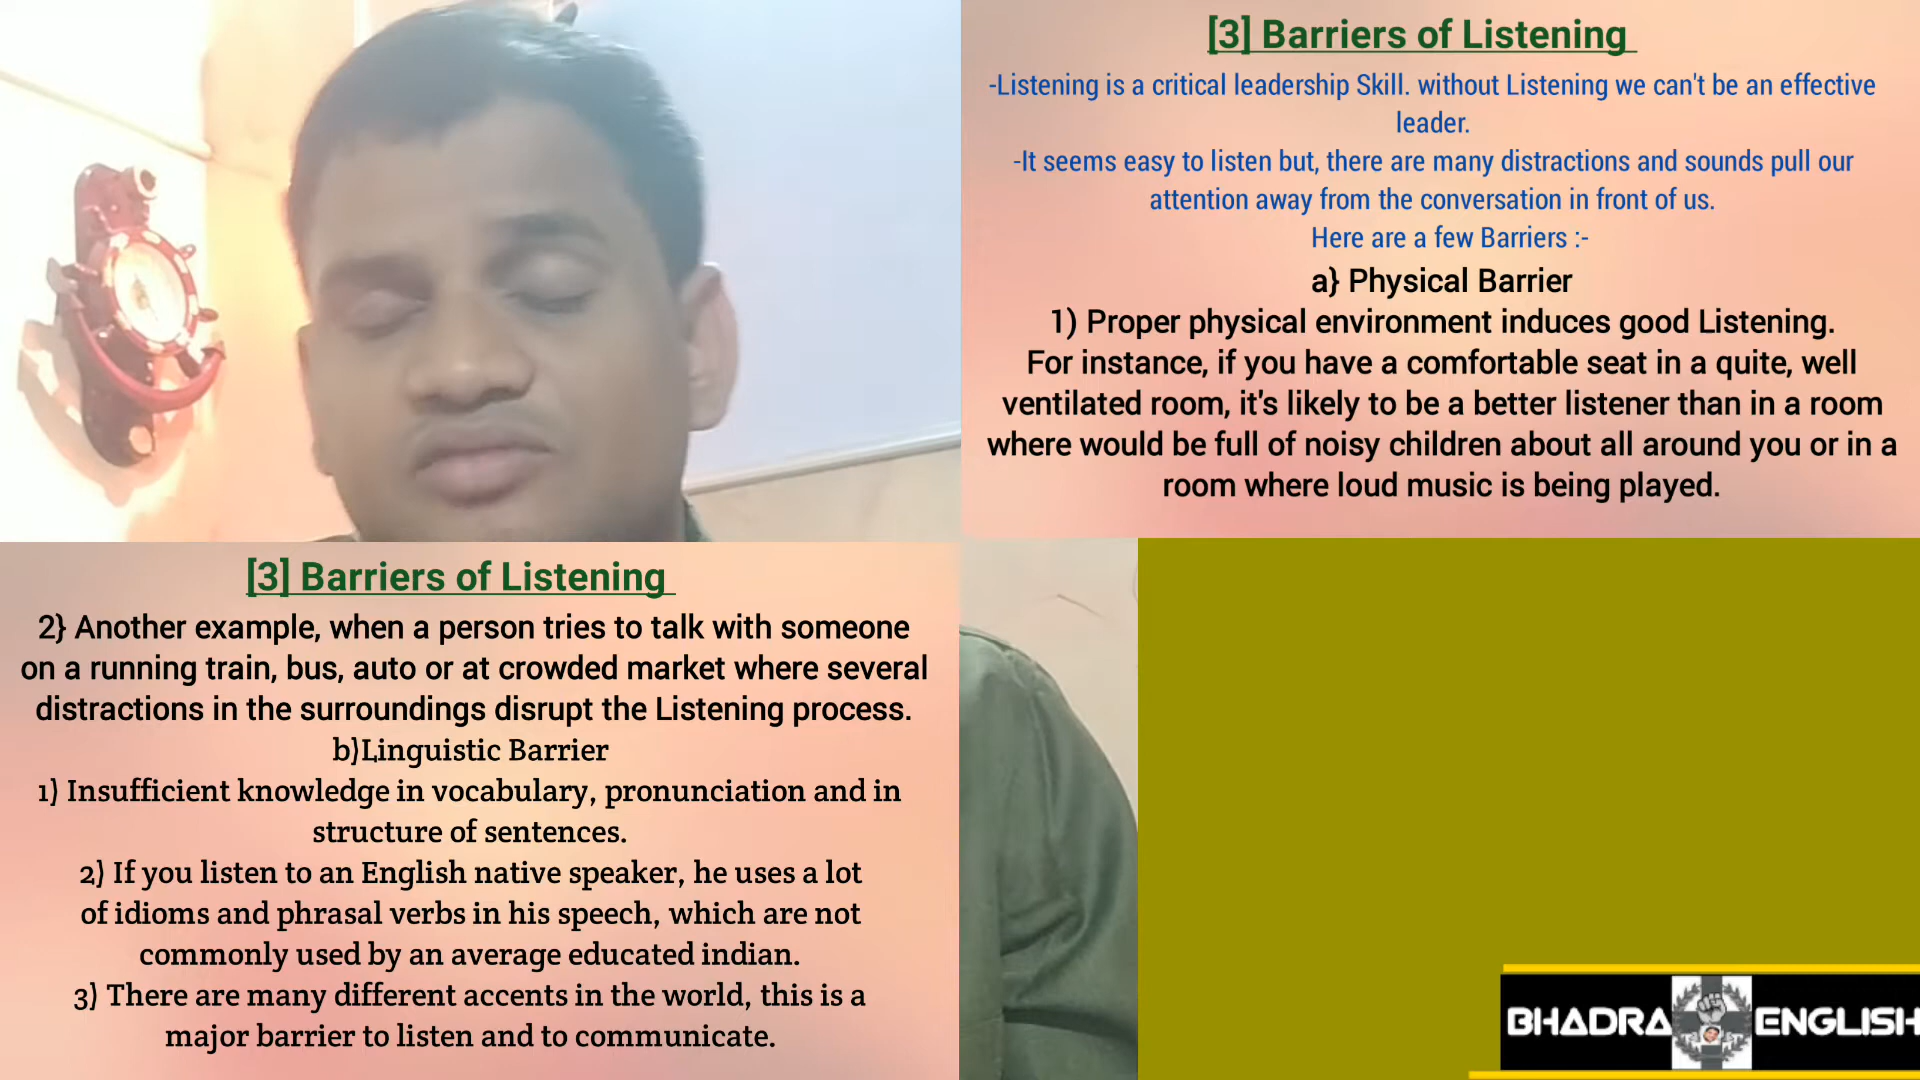 [3] Barriers of Listening
-Listening is a critical leadership Skill. without Listening we can't be an effective
leader.
-It seems easy to listen but, there are many distractions and sounds pull our
attention away from the conversation in front of us.
Here are a few Barriers :-
a} Physical Barrier
1) Proper physical environment induces good Listening.
For instance, if you have a comfortable seat in a quite, well
ventilated room, it's likely to be a better listener than in a room
where would be full of noisy children about all around you or in a
room where loud music is being played.
[3] Barriers of Listening
2} Another example, when a person tries to talk with someone
on a running train, bus, auto or at crowded market where several
distractions in the surroundings disrupt the Listening process.
b)Linguistic Barrier
1) Insufficient knowledge in vocabulary, pronunciation and in
structure of sentences.
2) If you listen to an English native speaker, he uses a lot
of idioms and phrasal verbs in his speech, which are not
commonly used by an average educated indian.
3) There are many different accents in the world, this is a
major barrier to listen and to communicate.
BHADRA ENGLISH